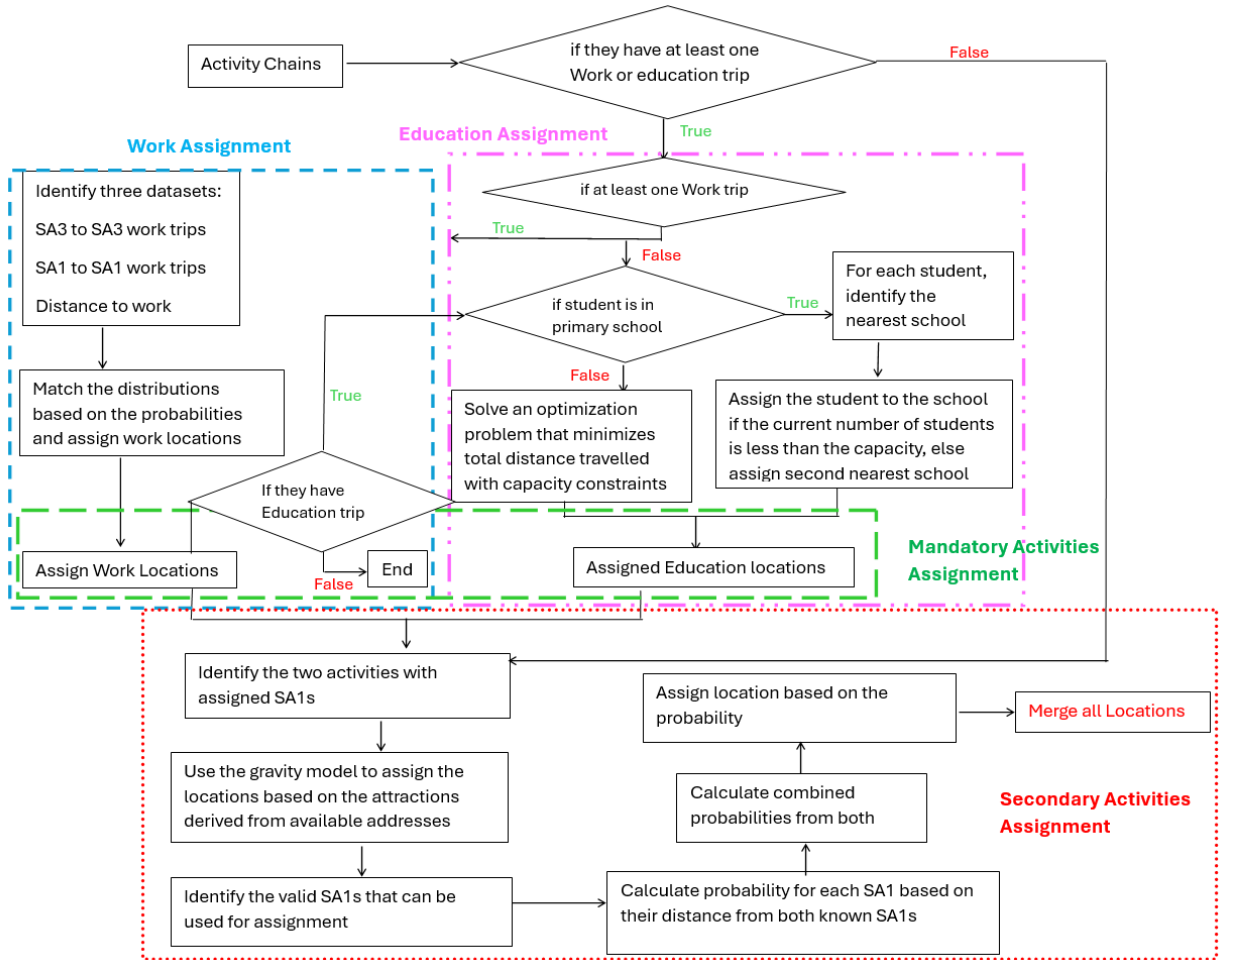 Activity Chains
if they have at least one
Work or education trip
False
True
Work Assignment
Education Assignment
Identify three datasets:
SA3 to SA3 work trips
SA1 to SA1 work trips
Distance to work
if at least one Work trip
True
False
if student is in
primary school
True
For each student,
identify the
nearest school
False
Match the distributions
based on the probabilities
and assign work locations
True
Solve an optimization
problem that minimizes
total distance travelled
with capacity constraints
Assign the student to the school
if the current number of students
is less than the capacity, else
assign second nearest school
If they have
Education trip
False
End
Assign Work Locations
Assigned Education locations
Mandatory Activities
Assignment
Identify the two activities with
assigned SA1s
Use the gravity model to assign the
locations based on the attractions
derived from available addresses
Identify the valid SA1s that can be
used for assignment
Calculate probability for each SA1 based on
their distance from both known SA1s
Calculate combined
probabilities from both
Assign location based on the
probability
Merge all Locations
Secondary Activities
Assignment